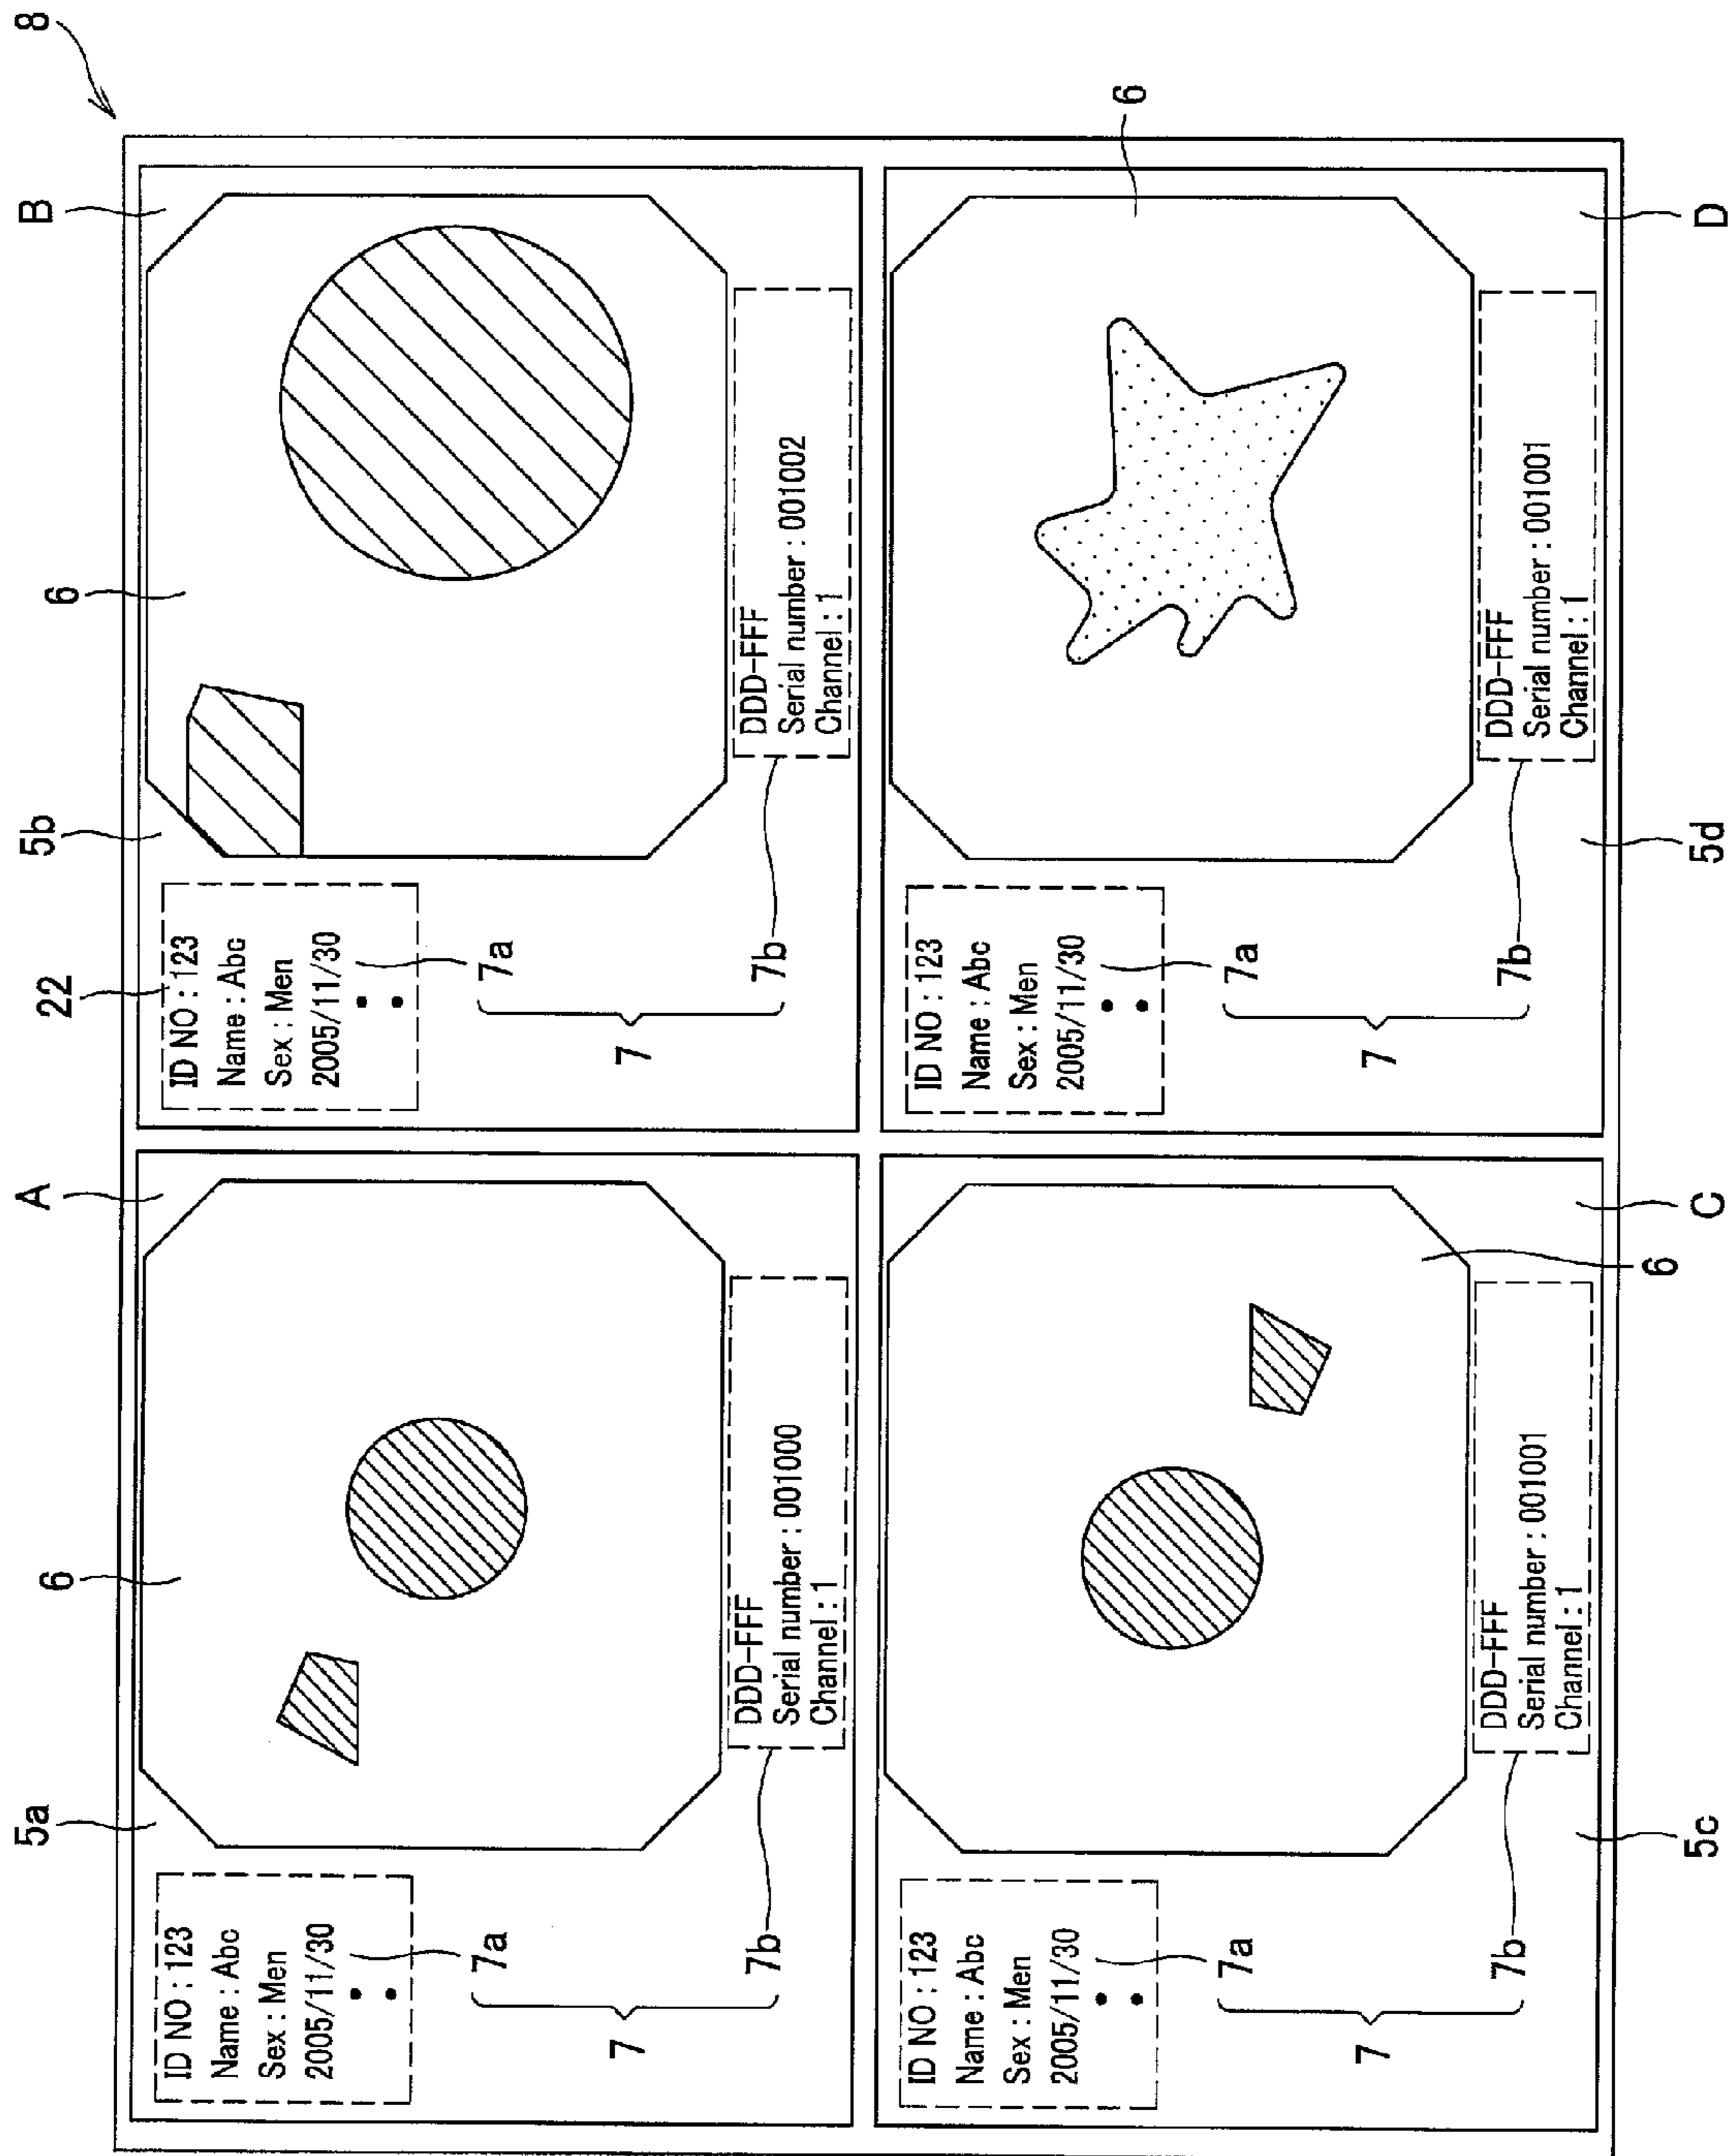 8
A
B
5a
6
5b
6
22
ID NO : 123
Name : Abc
Sex : Men
2005/11/30
7a
7
7b
DDD-FFF
Serial number : 001000
Channel : 1
ID NO : 123
Name : Abc
Sex : Men
2005/11/30
7a
7
7b
DDD-FFF
Serial number : 001002
Channel : 1
ID NO : 123
Name : Abc
Sex : Men
2005/11/30
7a
7
7b
DDD-FFF
Serial number : 001001
Channel : 1
6
5c
C
ID NO : 123
Name : Abc
Sex : Men
2005/11/30
7a
7
7b
DDD-FFF
Serial number : 001001
Channel : 1
6
5d
D